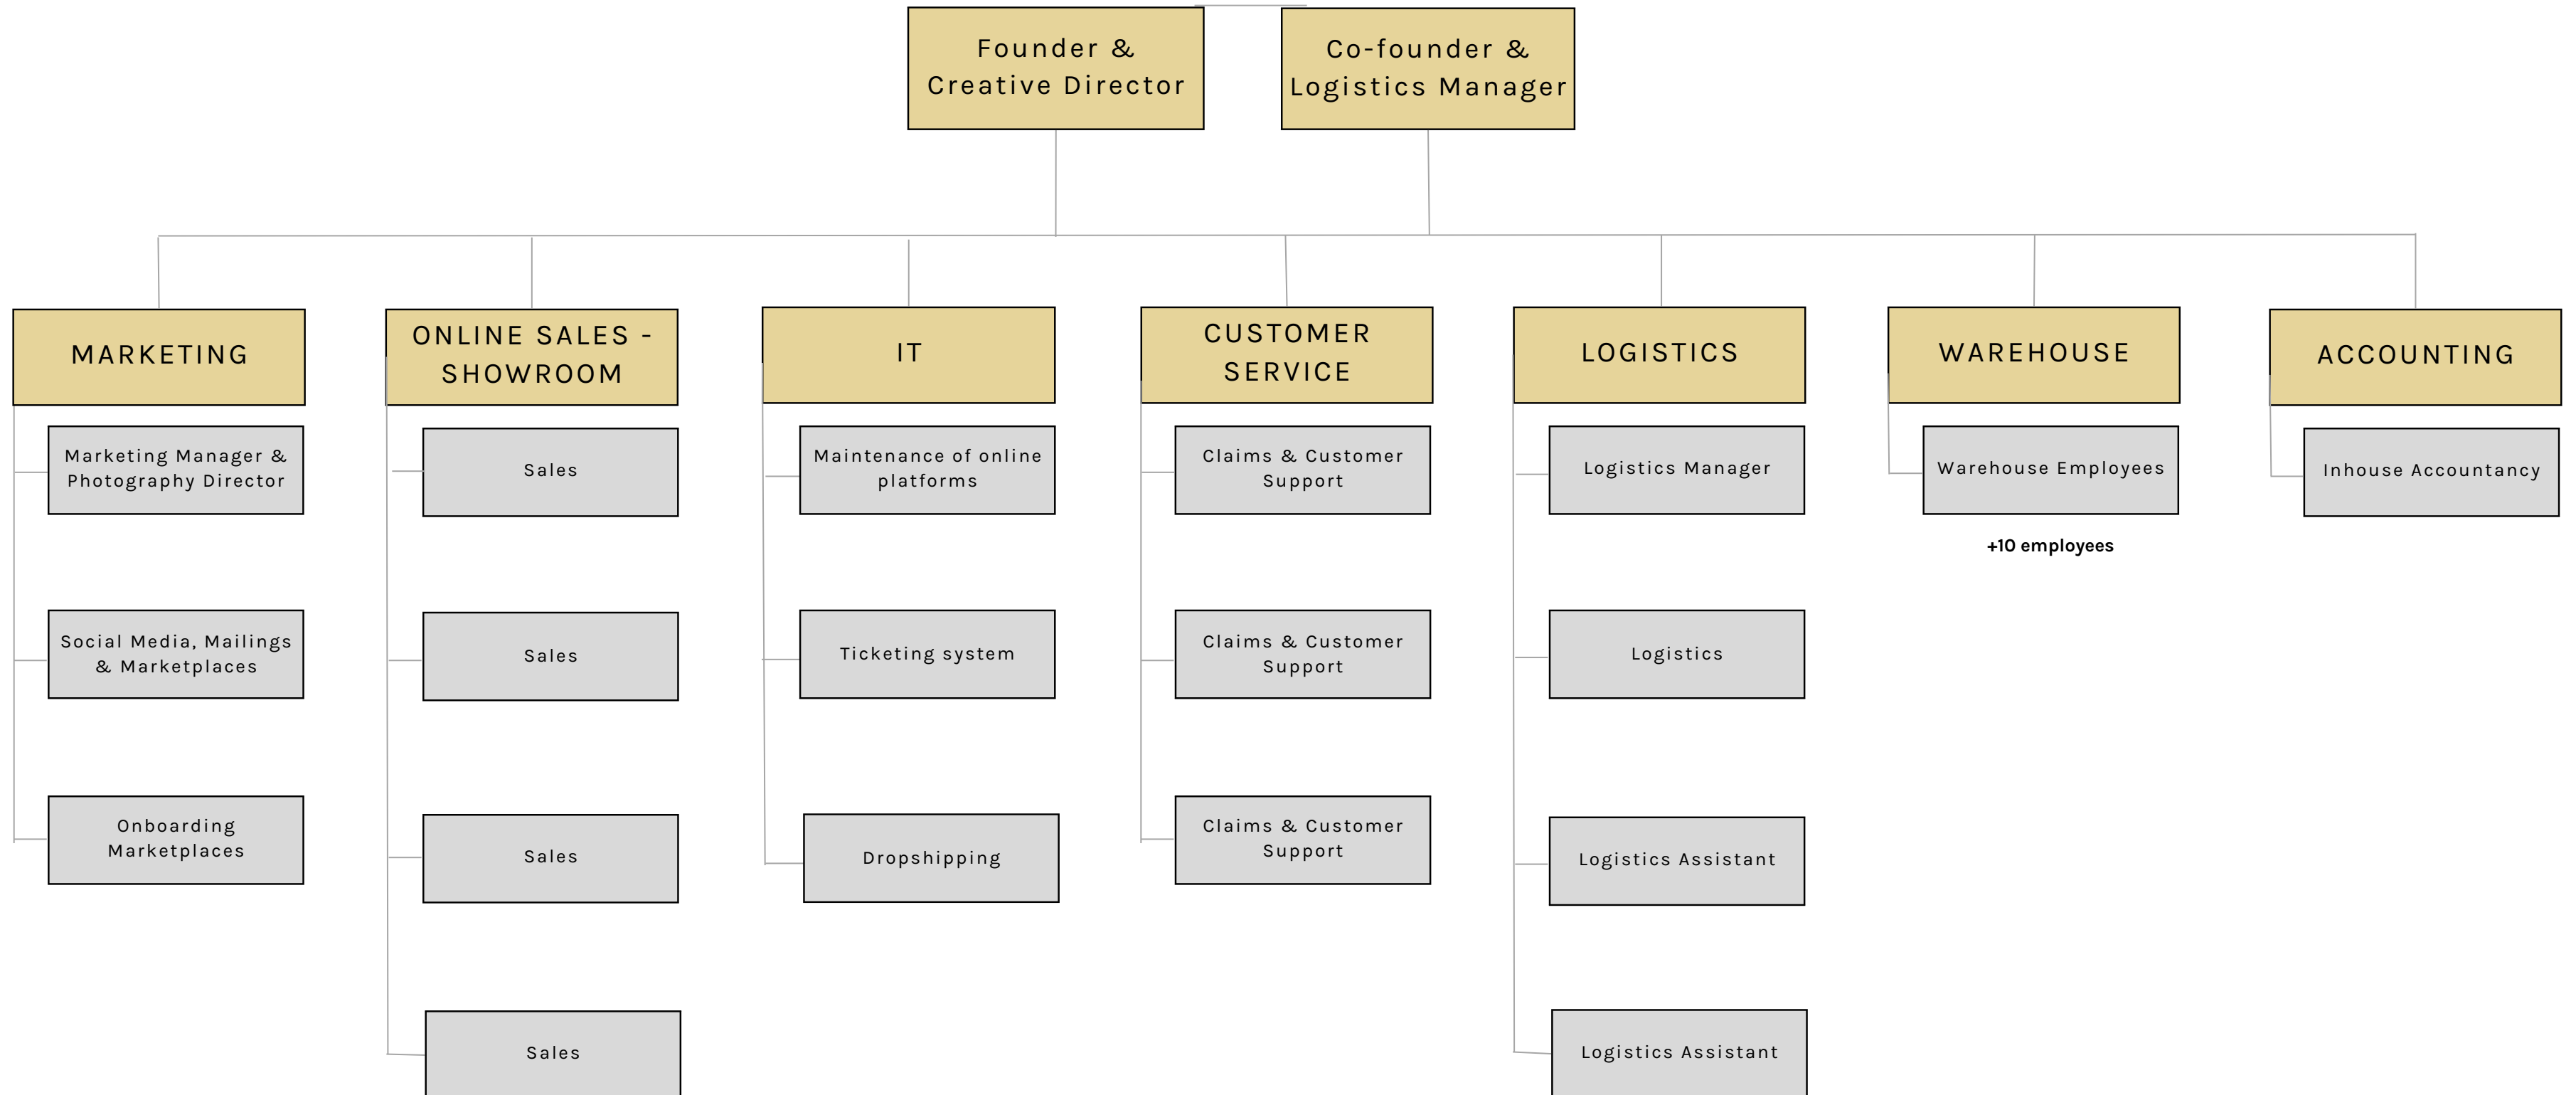 Founder &
Creative Director
Co-founder &
Logistics Manager
MARKETING
ONLINE SALES -
SHOWROOM
IT
CUSTOMER
SERVICE
LOGISTICS
WAREHOUSE
ACCOUNTING
Marketing Manager &
Photography Director
Sales
Maintenance of online
platforms
Claims & Customer
Support
Logistics Manager
Warehouse Employees
Inhouse Accountancy
+10 employees
Social Media, Mailings
& Marketplaces
Sales
Ticketing system
Claims & Customer
Support
Logistics
Onboarding
Marketplaces
Sales
Dropshipping
Claims & Customer
Support
Logistics Assistant
Sales
Logistics Assistant